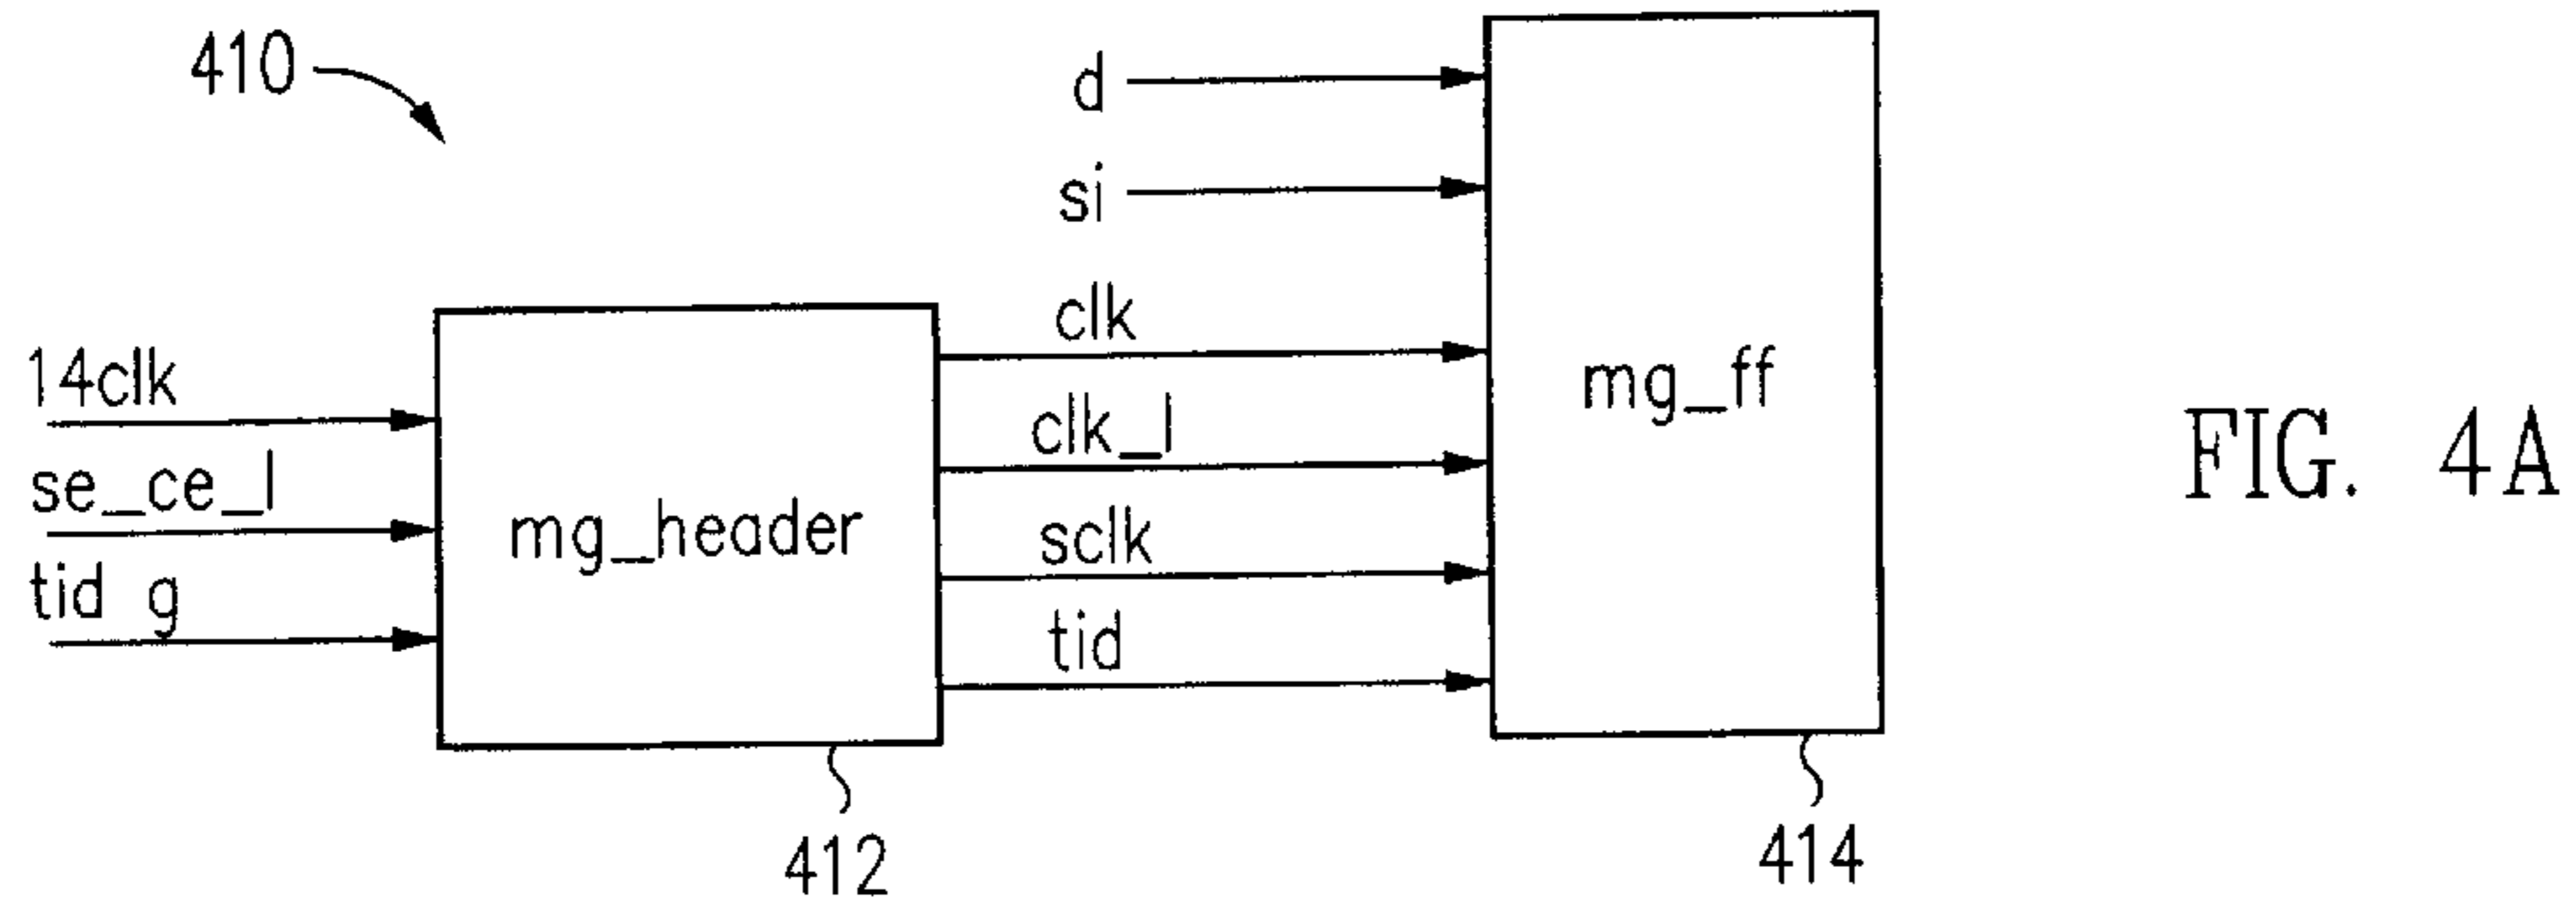 410
d
si
clk
14clk
clk_l
mg_ff
se_ce_l
mg_header
sclk
tid g
tid
412
414
FIG. 4A